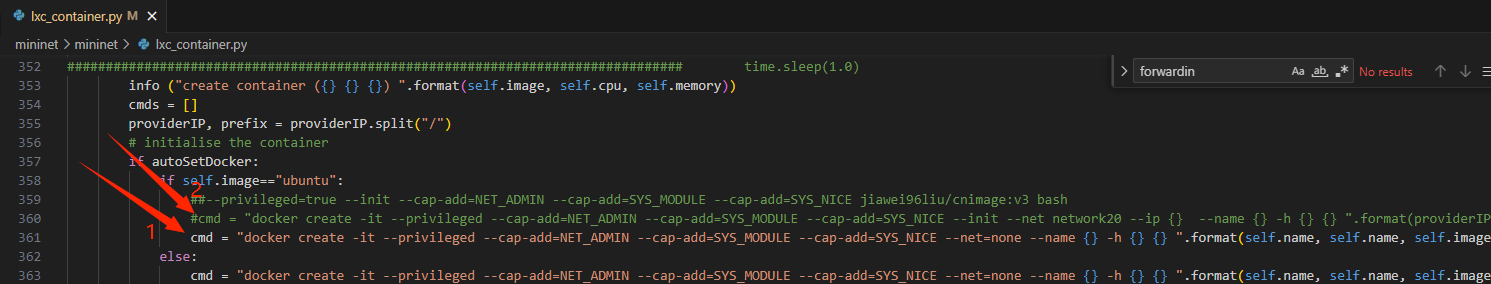 lxc_container.py M ×
mininet > mininet > lxc_container.py
forwardin Aa ab .* No results
352 ################################################################################ time.sleep(1.0)
353 info ("create container ({} {} {}) ".format(self.image, self.cpu, self.memory))
354 cmds = []
355 providerIP, prefix = providerIP.split("/")
356 # initialise the container
357 if autoSetDocker:
358 if self.image=="ubuntu":
2
359 ##--privileged=true --init --cap-add=NET_ADMIN --cap-add=SYS_MODULE --cap-add=SYS_NICE jiawei96liu/cnimage:v3 bash
360 #cmd = "docker create -it --privileged --cap-add=NET_ADMIN --cap-add=SYS_MODULE --cap-add=SYS_NICE --init --net network20 --ip {} --name {} -h {} {} ".format(providerIP
1
361 cmd = "docker create -it --privileged --cap-add=NET_ADMIN --cap-add=SYS_MODULE --cap-add=SYS_NICE --net=none --name {} -h {} {} ".format(self.name, self.name, self.image
362 else:
363 cmd = "docker create -it --privileged --cap-add=NET_ADMIN --cap-add=SYS_MODULE --cap-add=SYS_NICE --net=none --name {} -h {} {} ".format(self.name, self.name, self.image